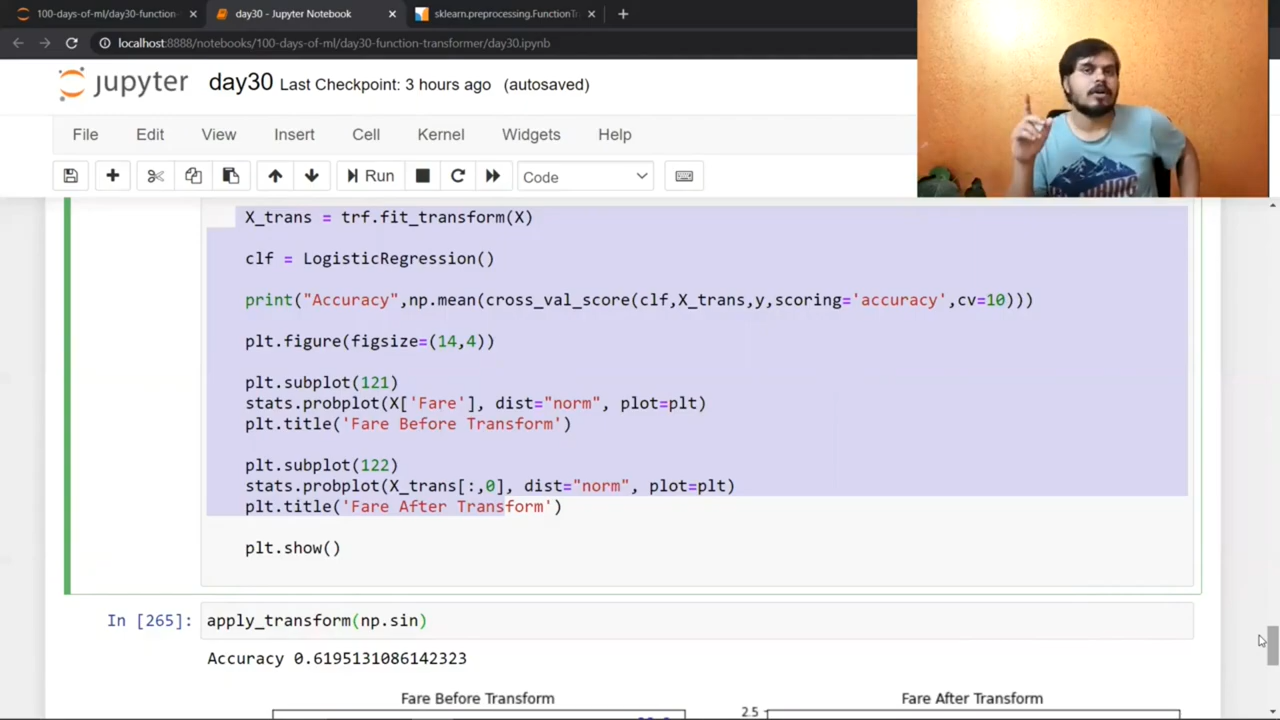 100-days-of-ml/day30-function-
day30 - Jupyter Notebook
sklearn.preprocessing.FunctionTr
localhost:8888/notebooks/100-days-of-ml/day30-function-transformer/day30.ipynb
jupyter day30 Last Checkpoint: 3 hours ago (autosaved)
File Edit View Insert Cell Kernel Widgets Help
Run Code
X_trans = trf.fit_transform(X)
clf = LogisticRegression()
print("Accuracy",np.mean(cross_val_score(clf,X_trans,y,scoring='accuracy',cv=10)))
plt.figure(figsize=(14,4))
plt.subplot(121)
stats.probplot(X['Fare'], dist="norm", plot=plt)
plt.title('Fare Before Transform')
plt.subplot(122)
stats.probplot(X_trans[:,0], dist="norm", plot=plt)
plt.title('Fare After Transform')
plt.show()
In [265]: apply_transform(np.sin)
Accuracy 0.6195131086142323
Fare Before Transform Fare After Transform
2.5